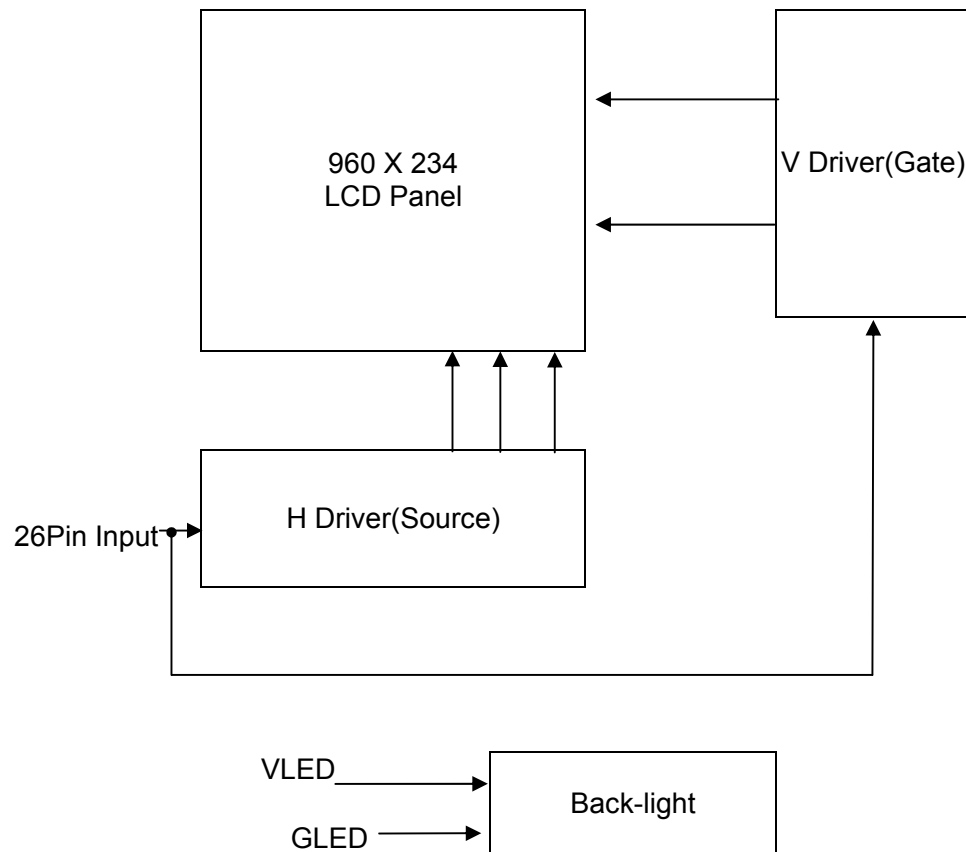 960 X 234
LCD Panel
V Driver(Gate)
H Driver(Source)
26Pin Input
VLED
Back-light
GLED